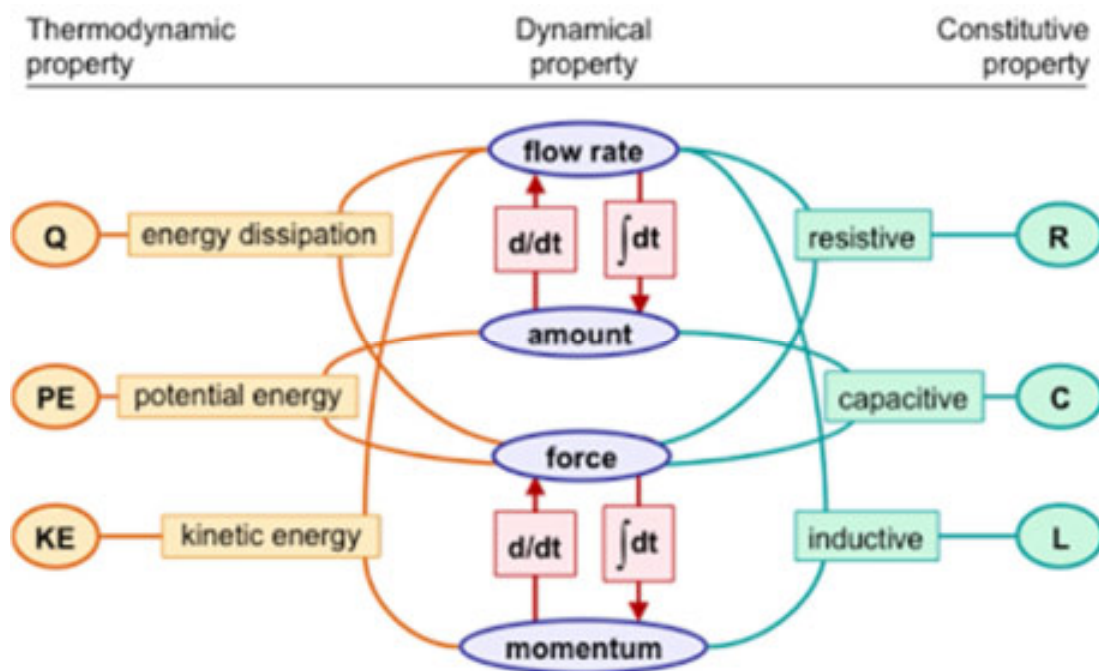 Thermodynamic property
Dynamical property
Constitutive property
flow rate
Q
energy dissipation
d/dt
∫dt
resistive
R
amount
PE
potential energy
capacitive
C
force
KE
kinetic energy
d/dt
∫dt
inductive
L
momentum